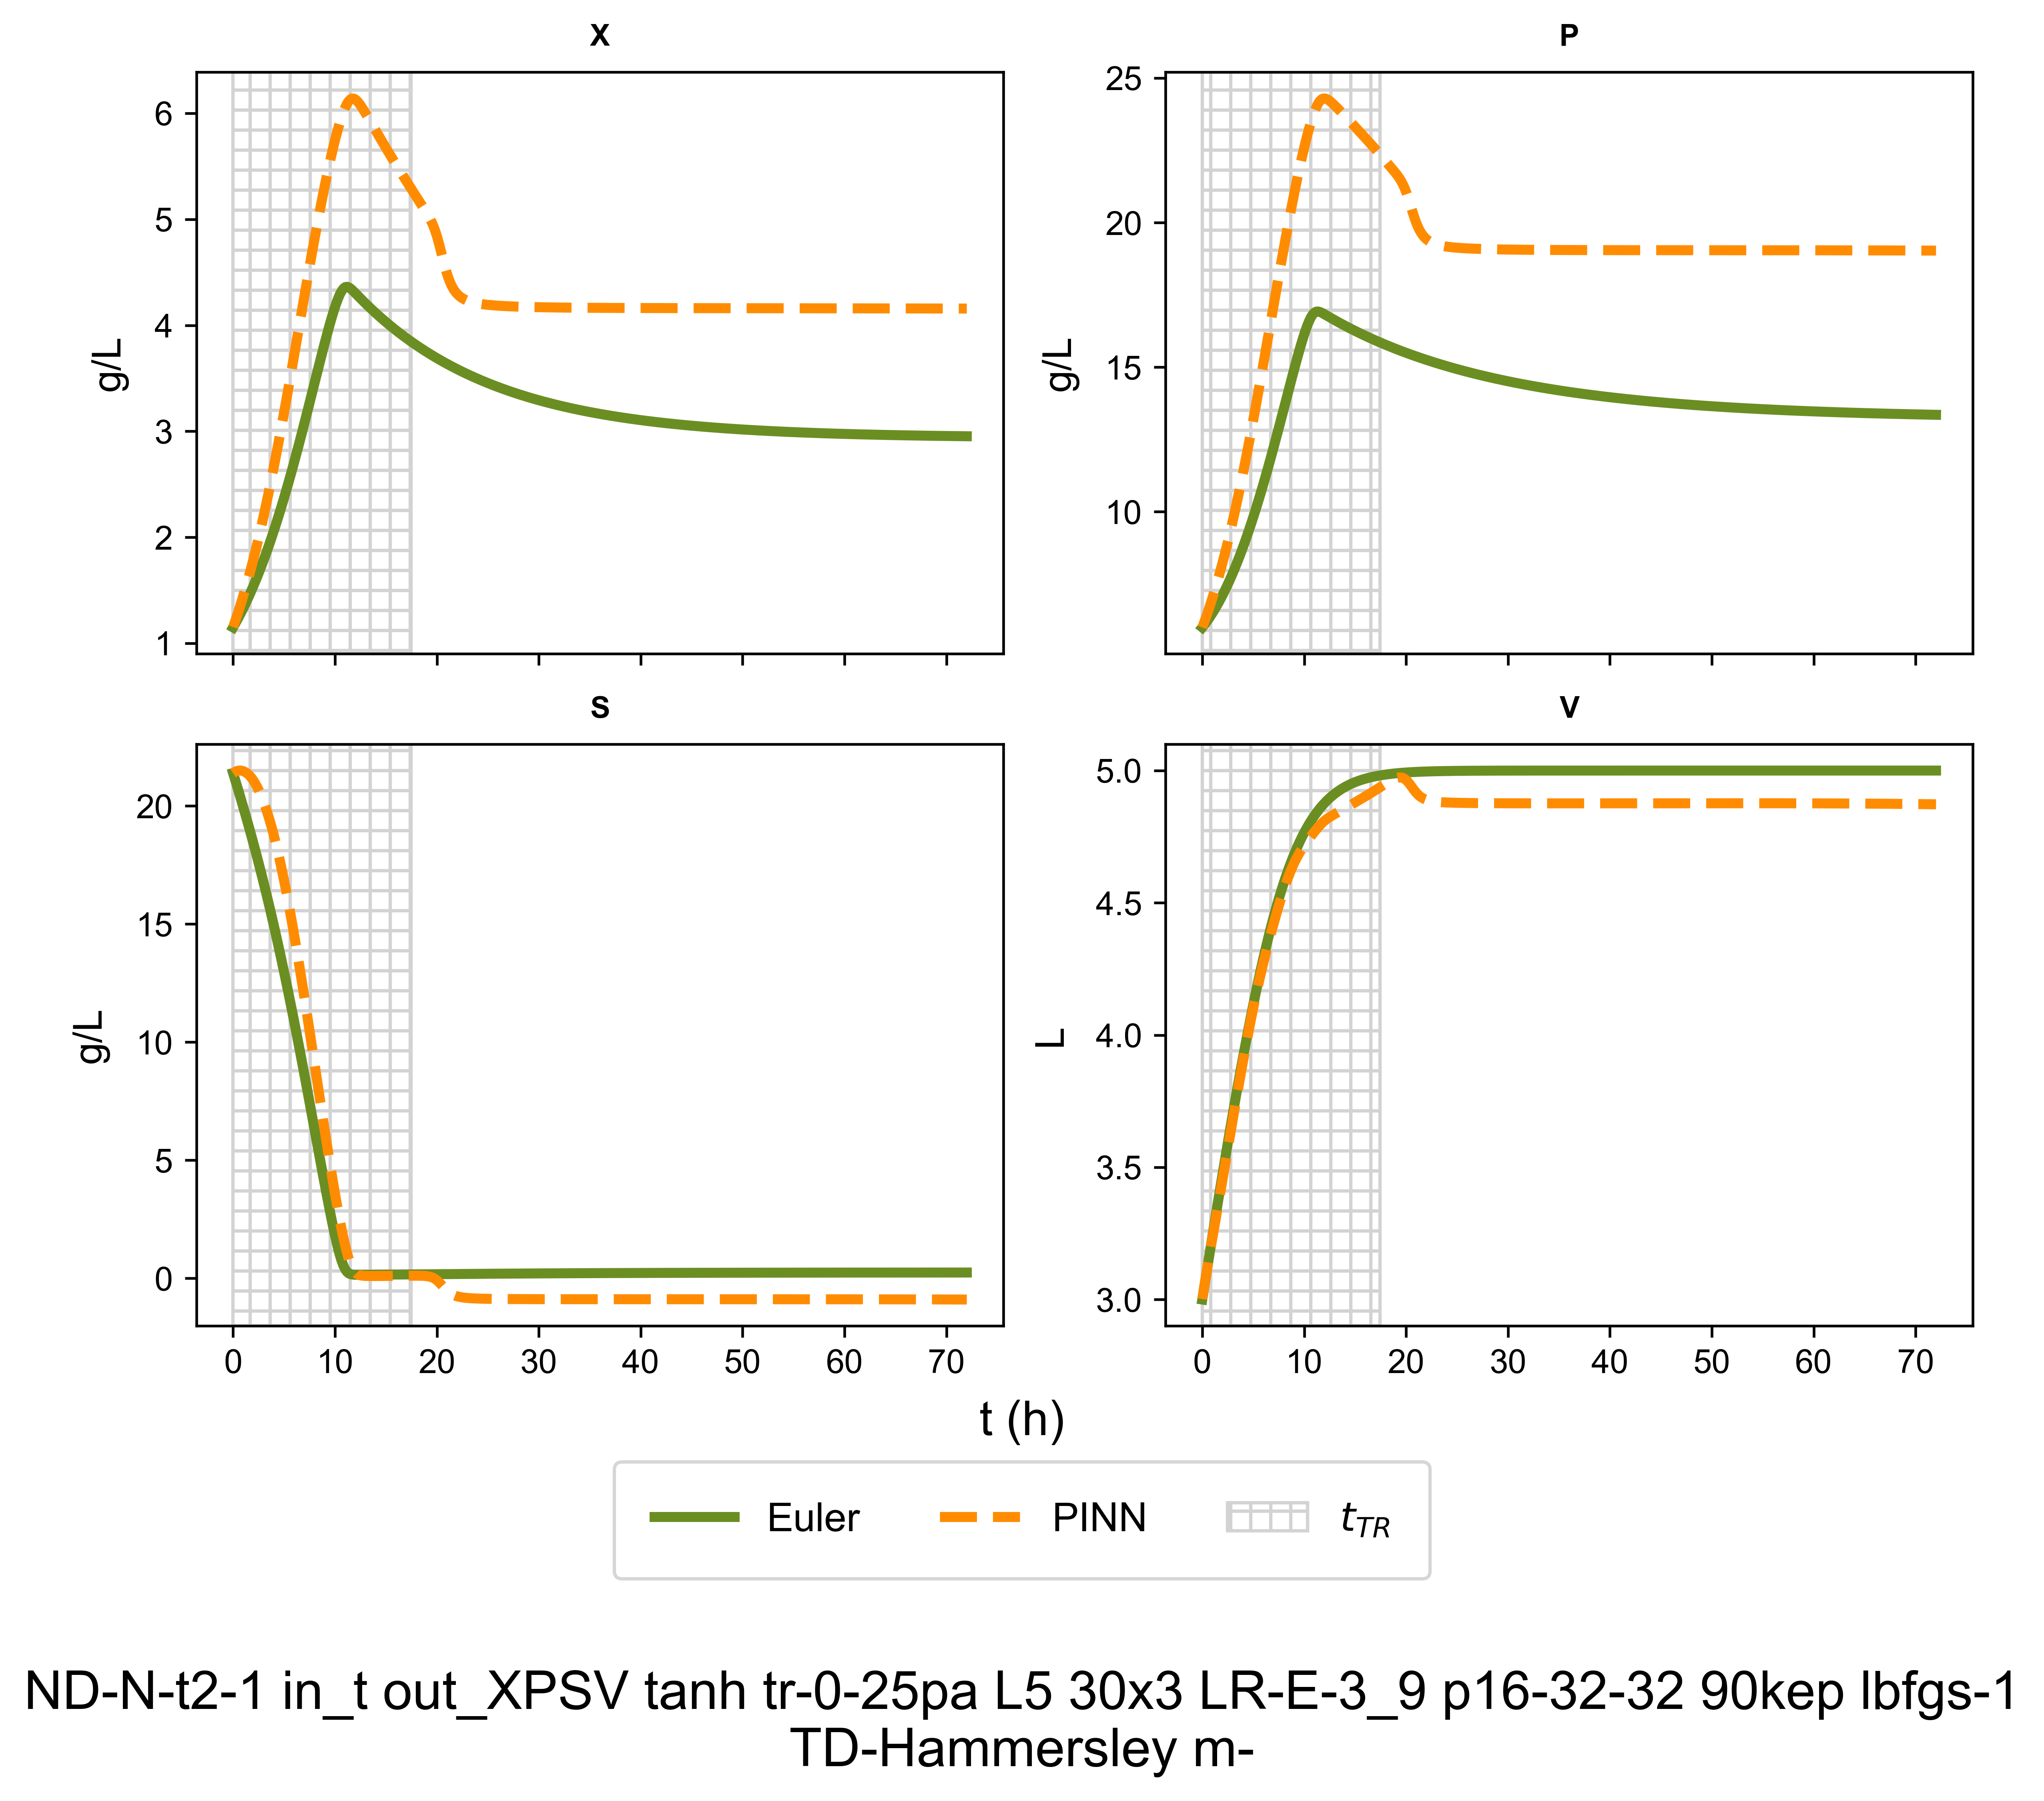 X
P
6
5
4
3
2
1
g/L
25
20
15
10
g/L
S
V
20
15
10
5
0
g/L
0 10 20 30 40 50 60 70
5.0
4.5
4.0
3.5
3.0
L
0 10 20 30 40 50 60 70
t (h)
Euler PINN t_TR
ND-N-t2-1 in_t out_XPSV tanh tr-0-25pa L5 30x3 LR-E-3_9 p16-32-32 90kep lbfgs-1
TD-Hammersley m-